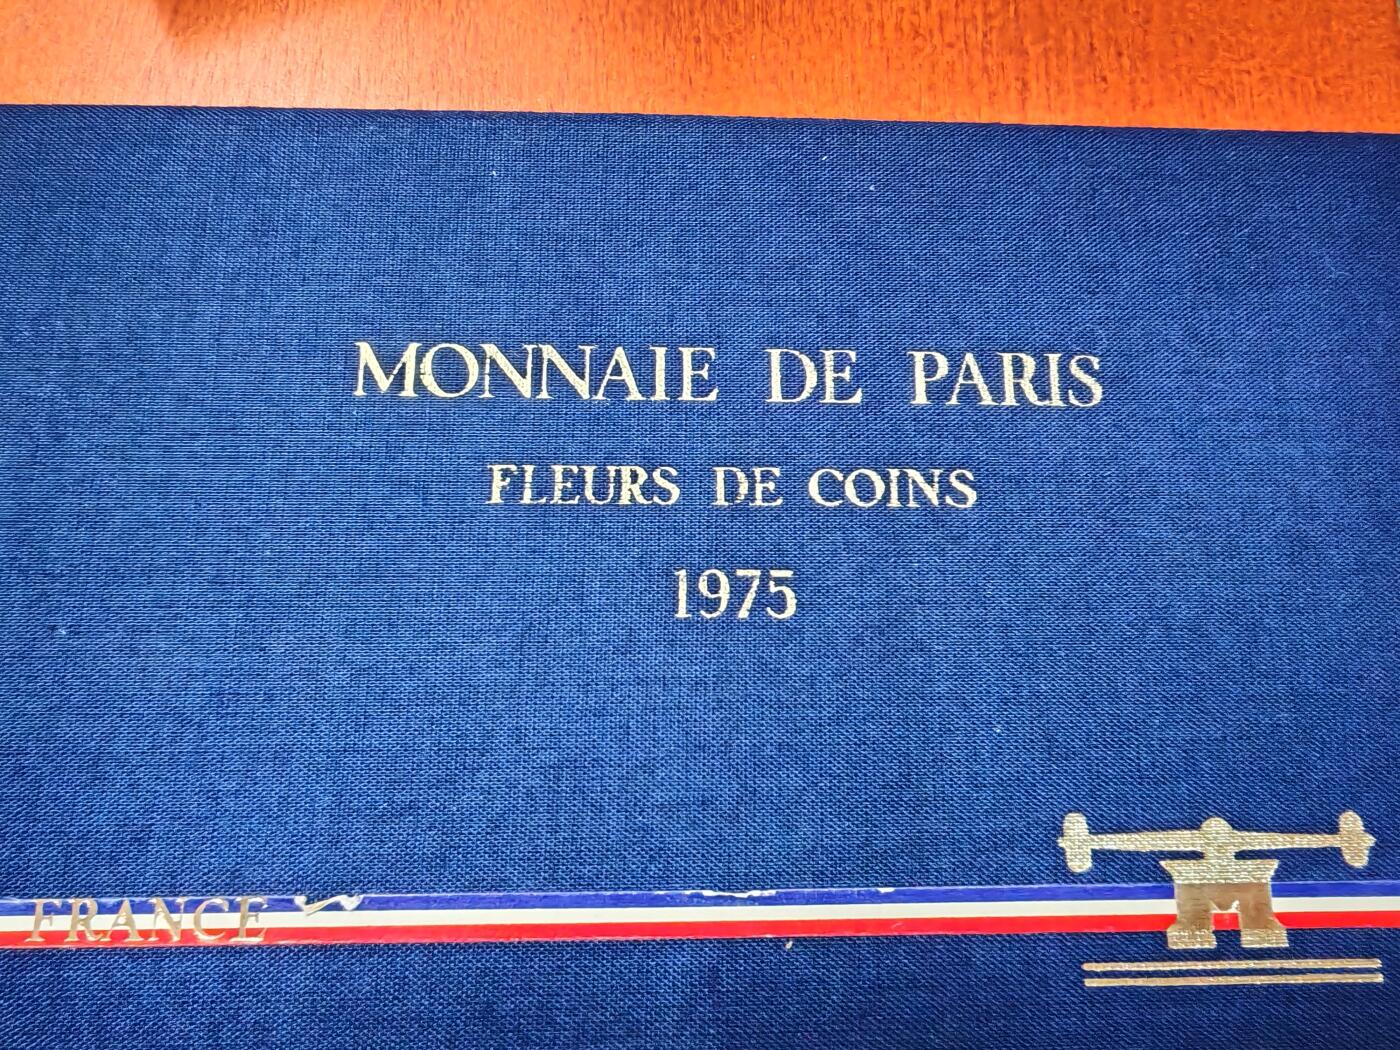 MONNAIE DE PARIS
FLEURS DE COINS
1975
FRANCE